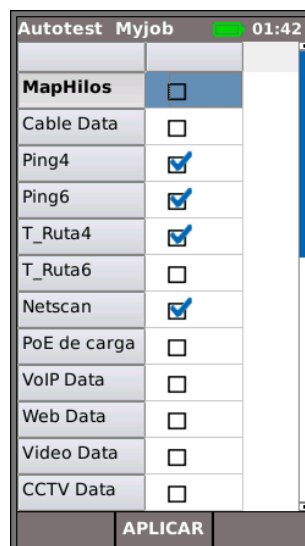 Autotest Myjob 01:42
MapHilos
Cable Data
Ping4
Ping6
T_Ruta4
T_Ruta6
Netscan
PoE de carga
VoIP Data
Web Data
Video Data
CCTV Data
APLICAR